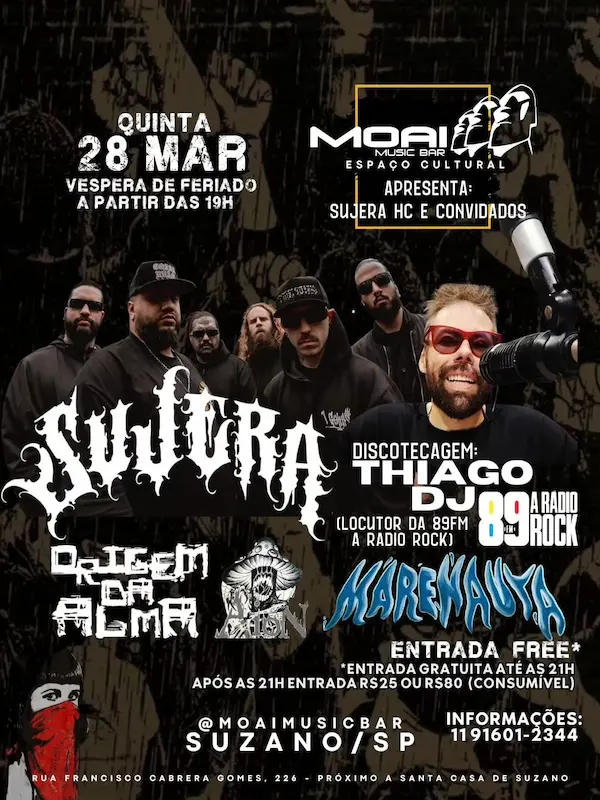 QUINTA
28 MAR
VESPERA DE FERIADO
A PARTIR DAS 19H
MOAI
MUSIC BAR
ESPAÇO CULTURAL
APRESENTA:
SUJERA HC E CONVIDADOS
SUJERA
DISCOTECAGEM:
THIAGO
DJ
(LOCUTOR DA 89FM
A RADIO ROCK)
89 FM
A RADIO
ROCK
ORIGEM
DA
ALMA
MARENAUTA
ENTRADA FREE*
*ENTRADA GRATUITA ATÉ AS 21H
APÓS AS 21H ENTRADA R$25 OU R$80 (CONSUMÍVEL)
@MOAIMUSICBAR
SUZANO/SP
INFORMAÇÕES:
11 91601-2344
RUA FRANCISCO CABRERA GOMES, 226 - PRÓXIMO A SANTA CASA DE SUZANO